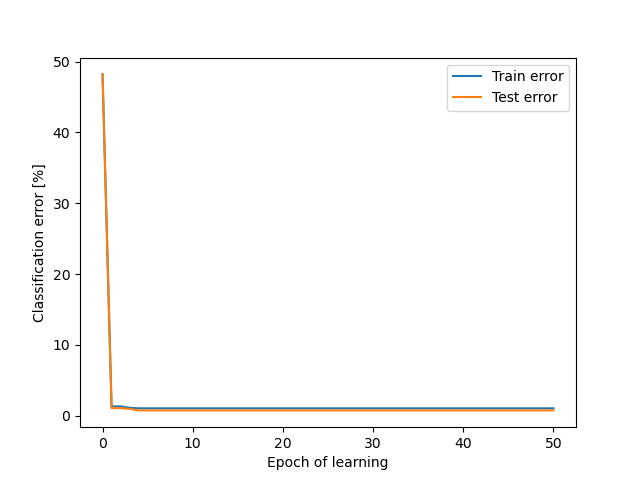 50
40
30
20
10
0
Classification error [%]
Train error
Test error
0 10 20 30 40 50
Epoch of learning